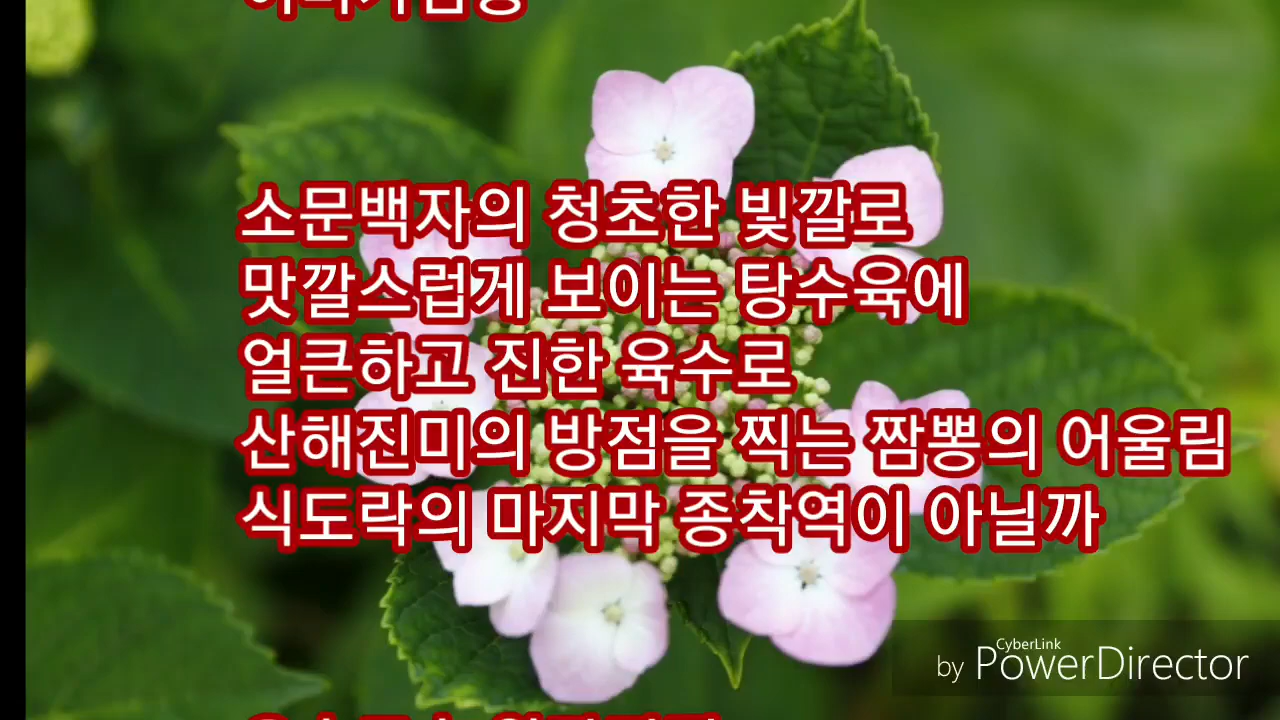 소문백자의 청초한 빛깔로
맛깔스럽게 보이는 탕수육에
얼큰하고 진한 육수로
산해진미의 방점을 찍는 짬뽕의 어울림
식도락의 마지막 종착역이 아닐까
CyberLink
by PowerDirector